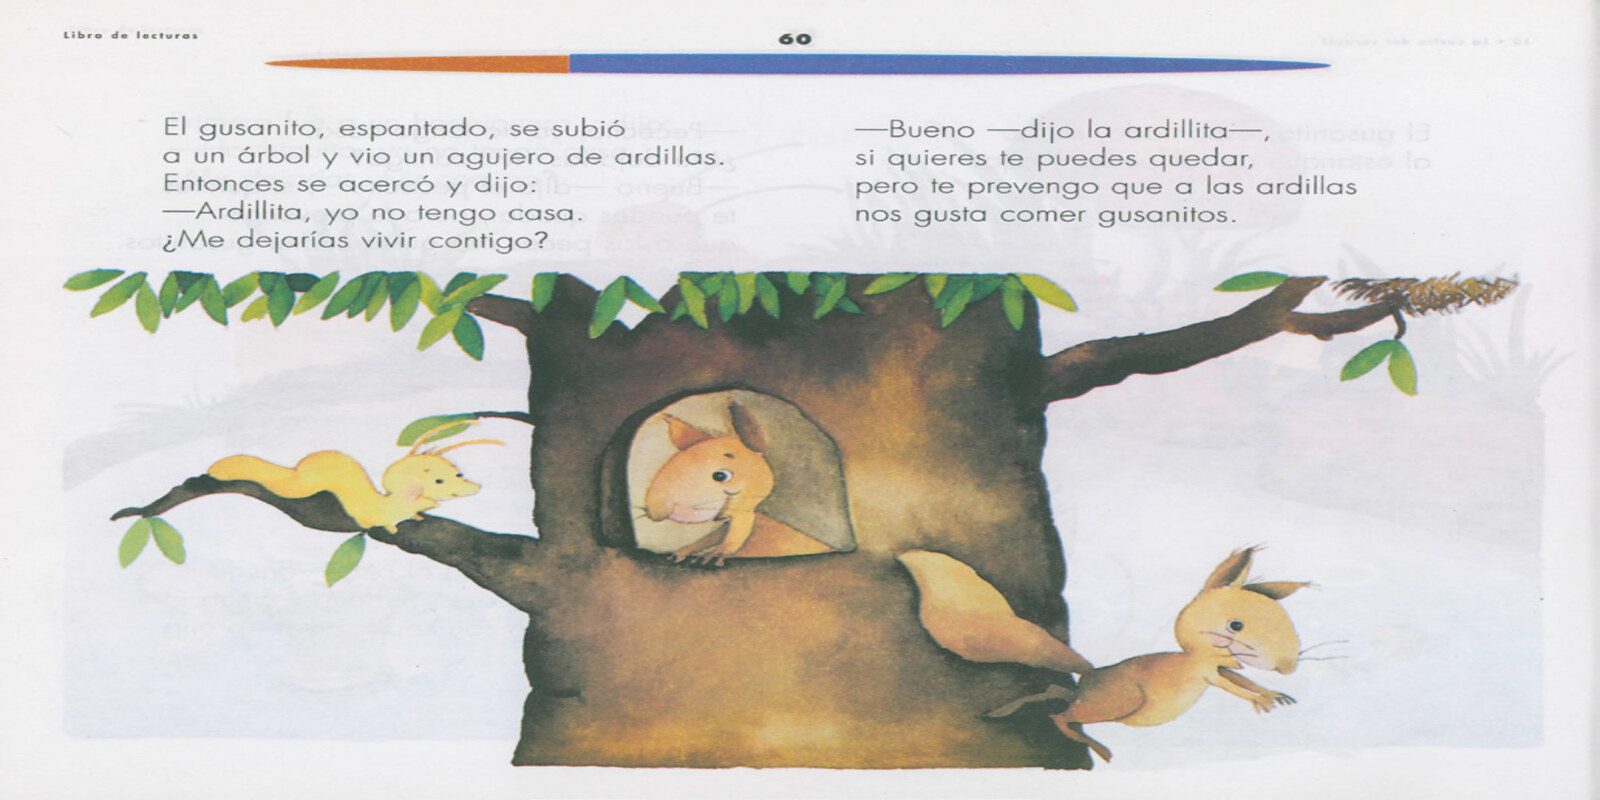 Libro de lecturas
60
El gusanito, espantado, se subió
a un árbol y vio un agujero de ardillas.
Entonces se acercó y dijo:
—Ardillita, yo no tengo casa.
¿Me dejarías vivir contigo?
—Bueno —dijo la ardillita—,
si quieres te puedes quedar,
pero te prevengo que a las ardillas
nos gusta comer gusanitos.